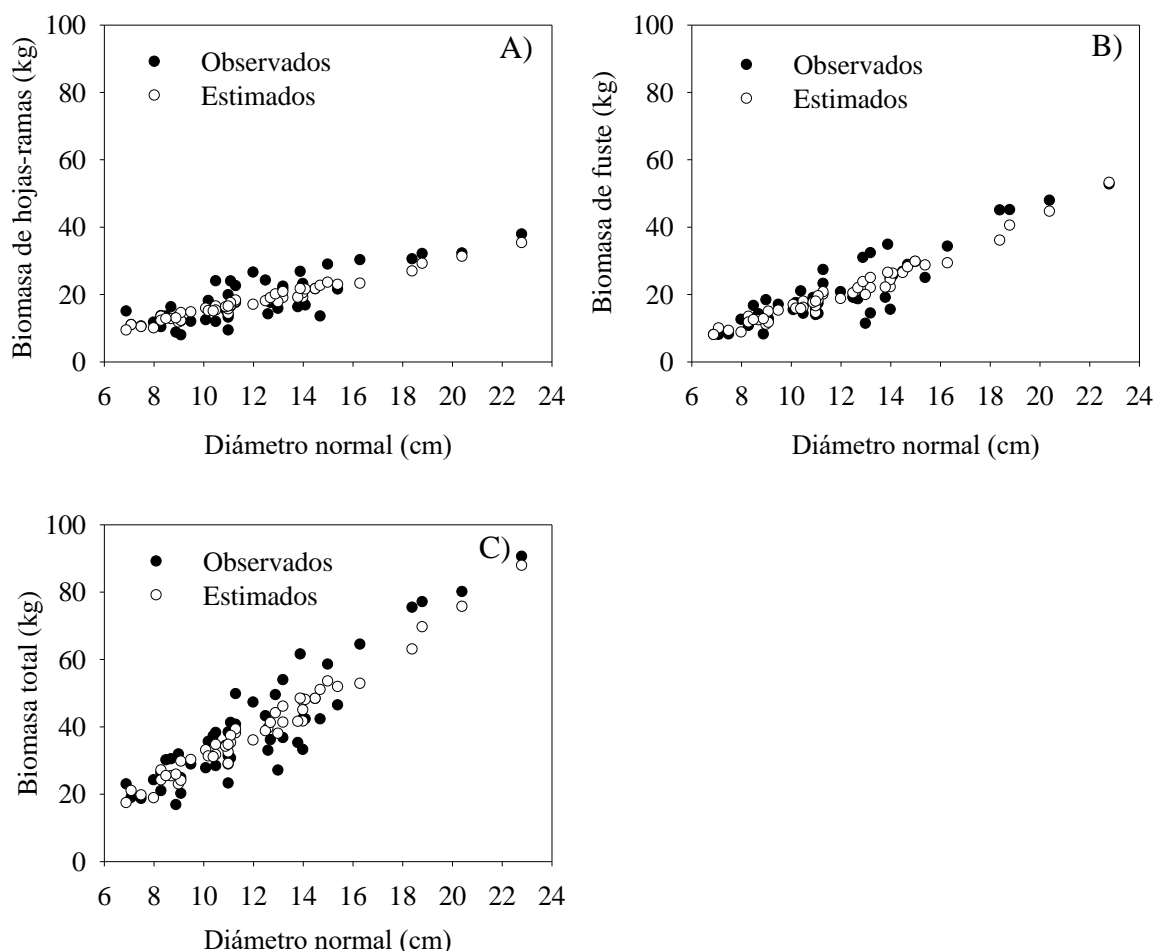 A)
Observados
Estimados
Biomasa de hojas-ramas (kg)
100
80
60
40
20
0
6 8 10 12 14 16 18 20 22 24
Diámetro normal (cm)
B)
Observados
Estimados
Biomasa de fuste (kg)
100
80
60
40
20
0
6 8 10 12 14 16 18 20 22 24
Diámetro normal (cm)
C)
Observados
Estimados
Biomasa total (kg)
100
80
60
40
20
0
6 8 10 12 14 16 18 20 22 24
Diámetro normal (cm)